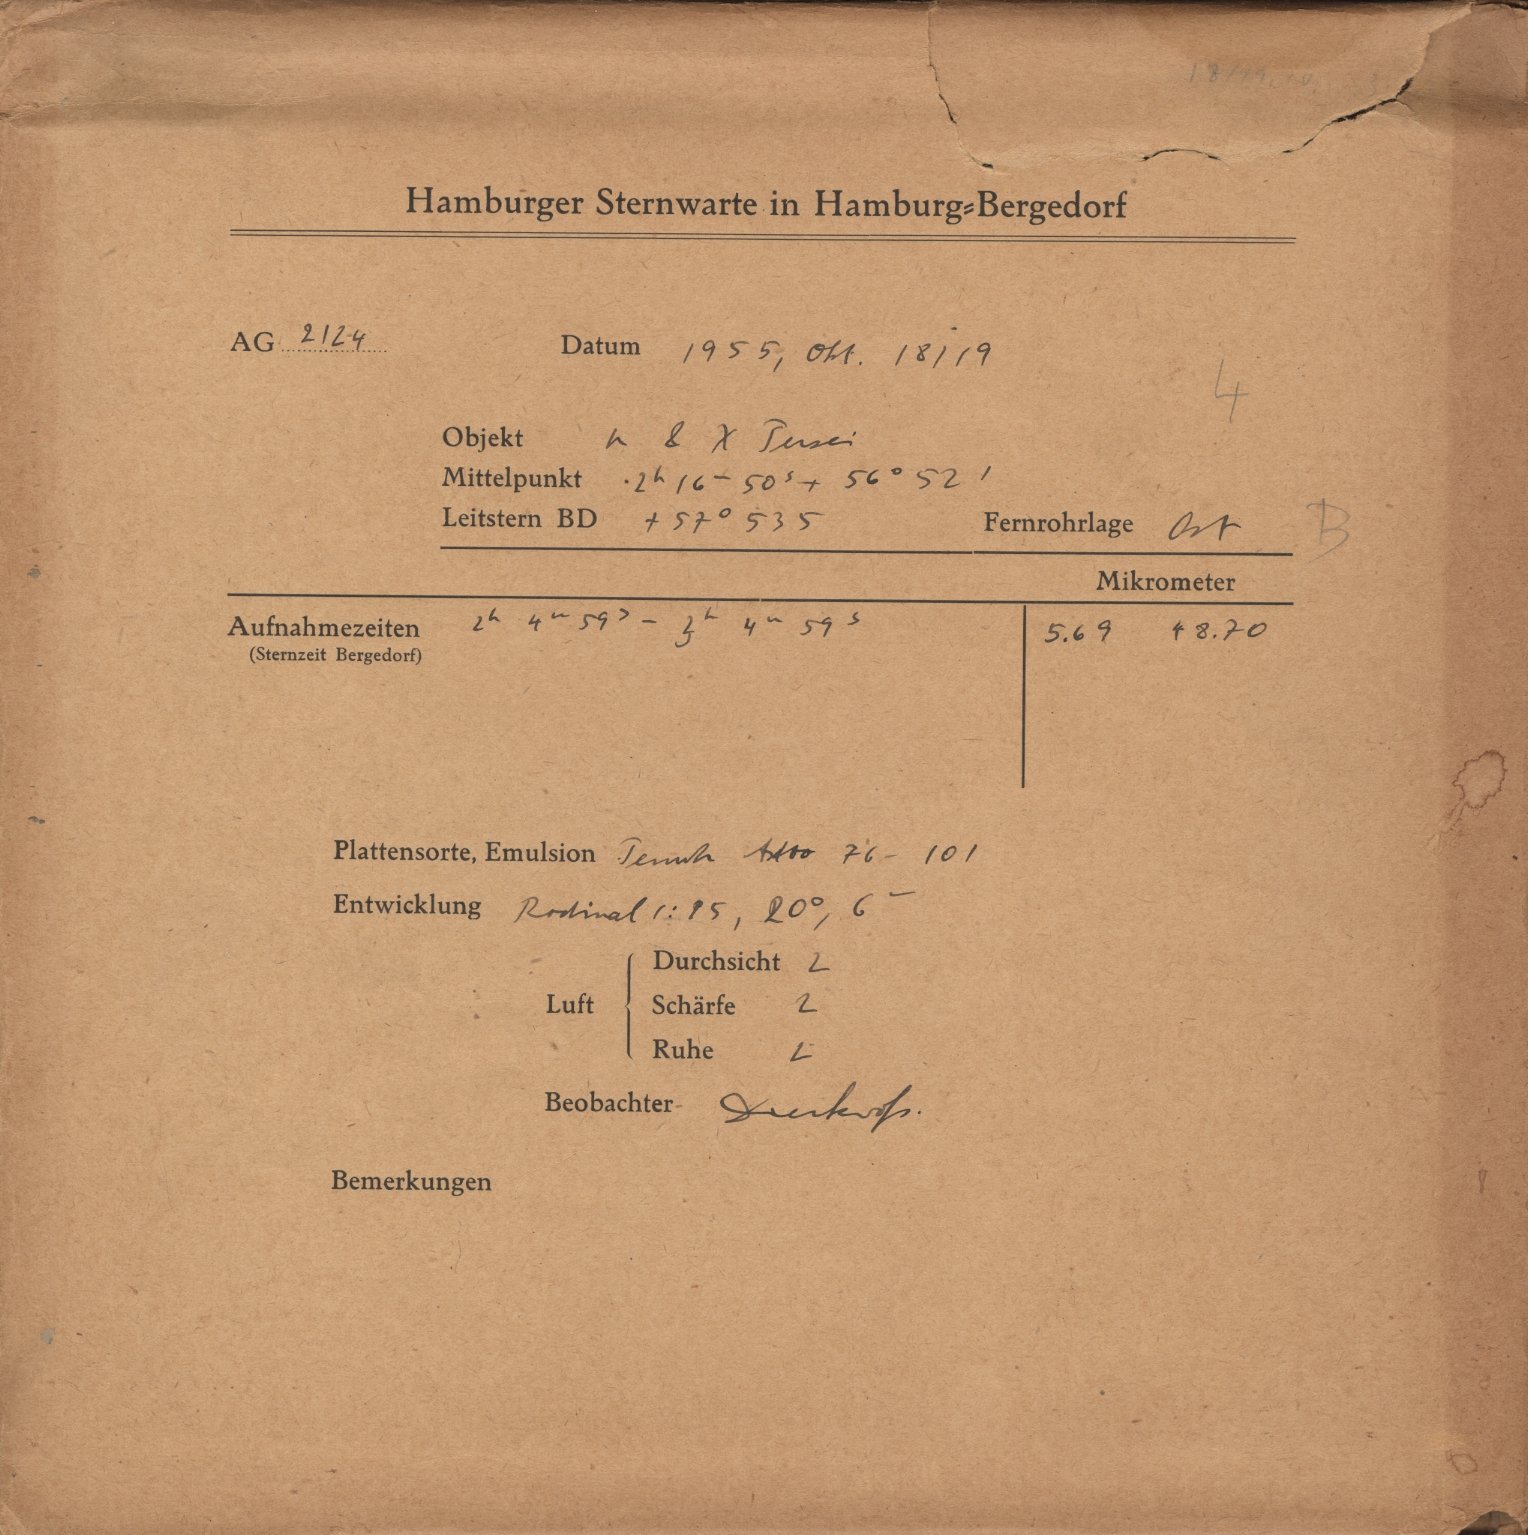 Hamburger Sternwarte in Hamburg-Bergedorf
AG 2124 Datum 1955, Okt. 18/19
4
Objekt h & χ Persei
Mittelpunkt 2h 16m 50s + 56° 52'
Leitstern BD + 57° 535 Fernrohrlage Ost B
Mikrometer
Aufnahmezeiten 2h 4m 59s – 3h 4m 59s 5.69 48.70
(Sternzeit Bergedorf)
Plattensorte, Emulsion 76 - 101
Entwicklung Rodinal 1:25, 20°, 6m
Durchsicht 2
Luft Schärfe 2
Ruhe 2
Beobachter
Bemerkungen